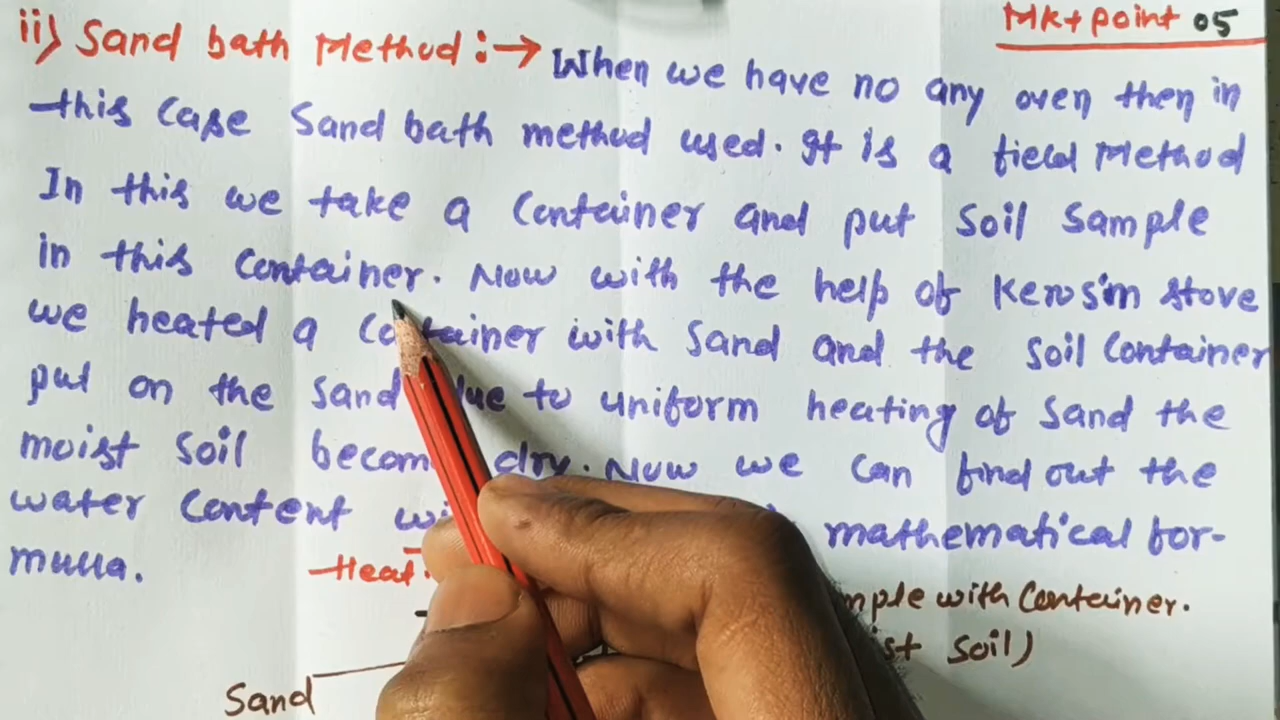 ii) Sand bath Method :→ When we have no any oven then in
Mk+point 05
this case Sand bath method used. It is a field Method
In this we take a Container and put Soil Sample
in this Container. Now with the help of Kerosim stove
we heated a Container with Sand and the Soil Container
put on the Sand due to uniform heating of Sand the
moist Soil become dry. Now we can find out the
water Content mathematical for-
mulla.
Heat
with Container.
Soil)
Sand